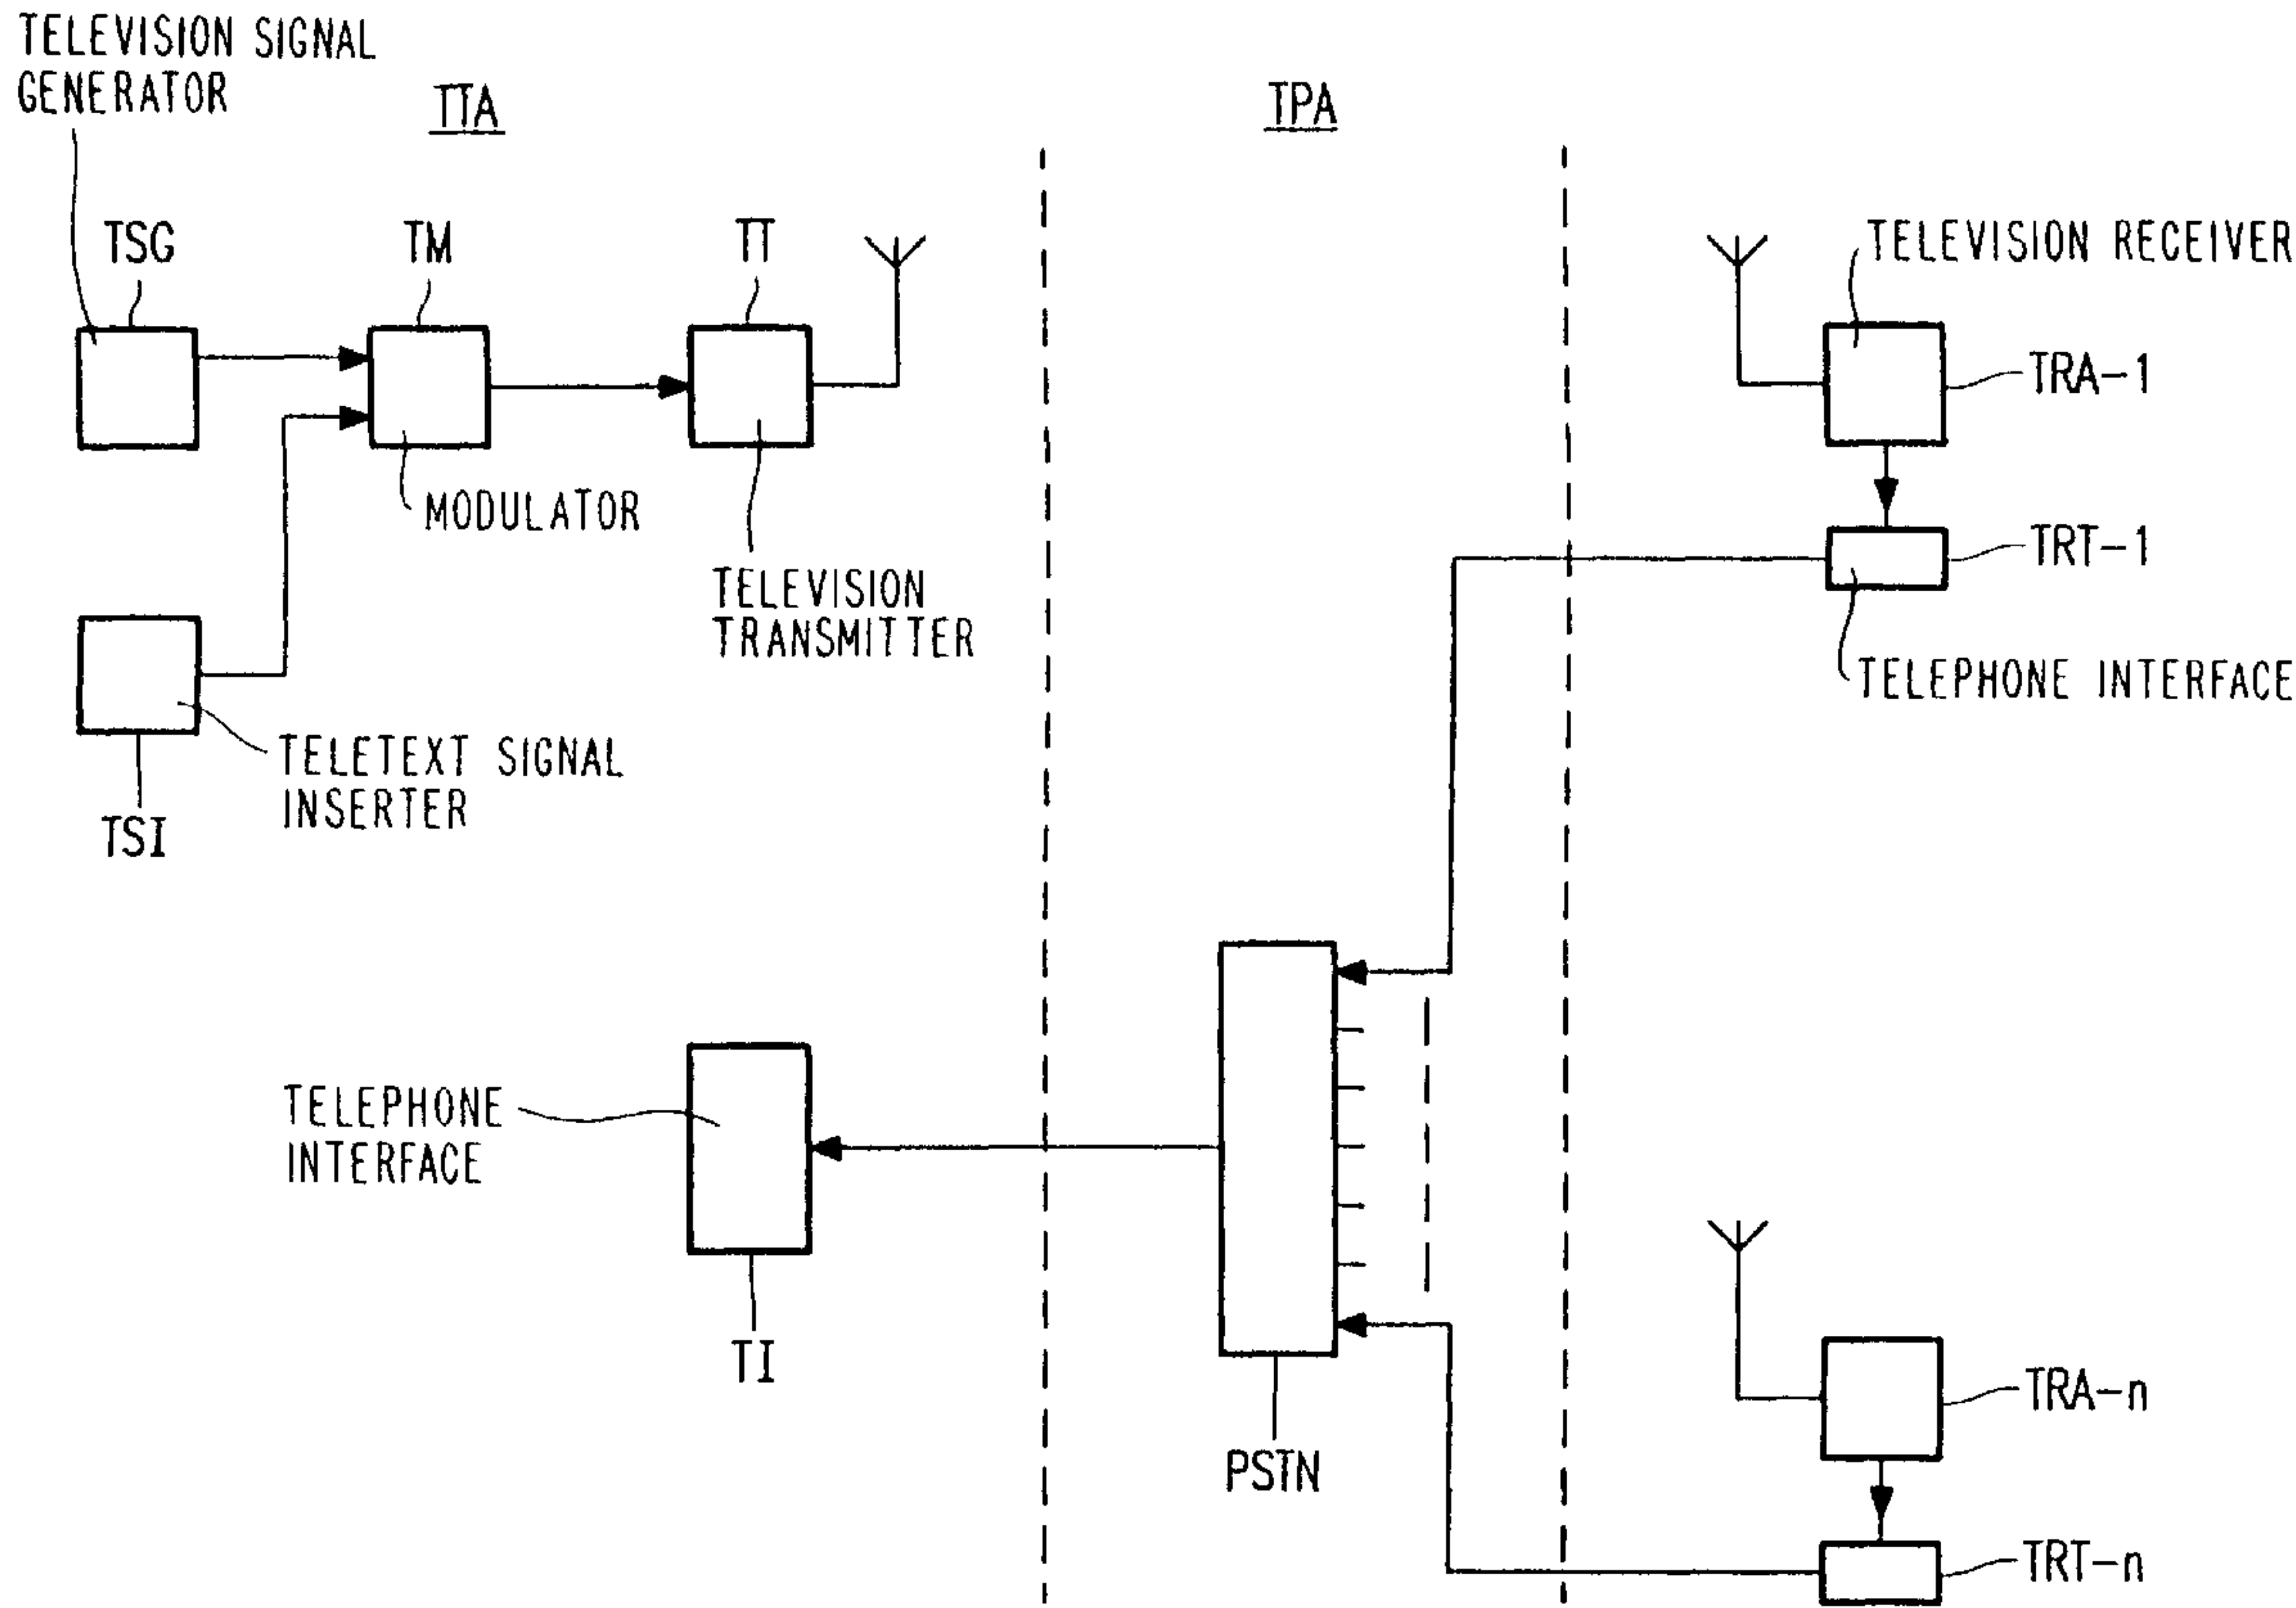 TELEVISION SIGNAL
GENERATOR
TTA
TPA
TSG
TM
TT
TELEVISION RECEIVER
TRA-1
MODULATOR
TRT-1
TELEVISION
TRANSMITTER
TELEPHONE INTERFACE
TELETEXT SIGNAL
INSERTER
TSI
TELEPHONE
INTERFACE
TI
PSTN
TRA-n
TRT-n